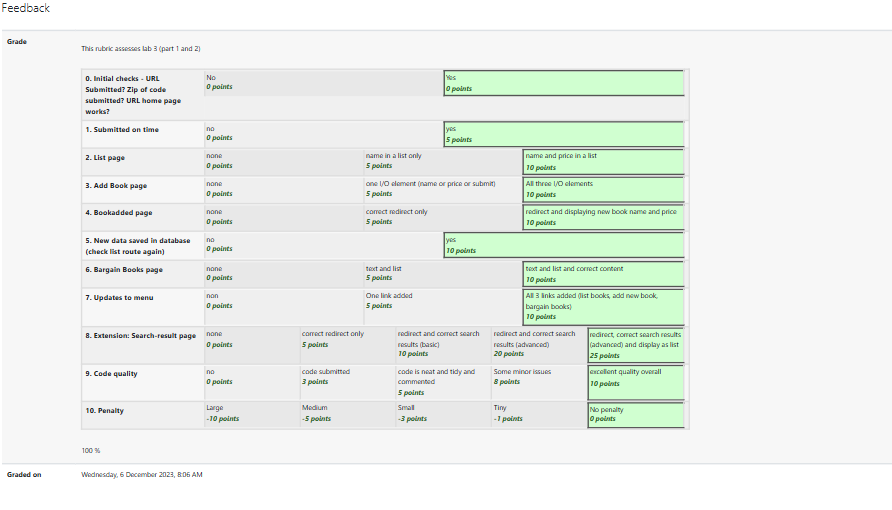 Feedback
Grade
This rubric assesses lab 3 (part 1 and 2)
0. Initial checks - URL
Submitted? Zip of code
submitted? URL home page
works?
No
0 points
Yes
0 points
1. Submitted on time
no
0 points
yes
5 points
2. List page
none
0 points
name in a list only
5 points
name and price in a list
10 points
3. Add Book page
none
0 points
one I/O element (name or price or submit)
5 points
All three I/O elements
10 points
4. Bookadded page
none
0 points
correct redirect only
5 points
redirect and displaying new book name and price
10 points
5. New data saved in database
(check list route again)
no
0 points
yes
10 points
6. Bargain Books page
none
0 points
text and list
5 points
text and list and correct content
10 points
7. Updates to menu
non
0 points
One link added
5 points
All 3 links added (list books, add new book,
bargain books)
10 points
8. Extension: Search-result page
none
0 points
correct redirect only
5 points
redirect and correct search
results (basic)
10 points
redirect and correct search
results (advanced)
20 points
redirect, correct search results
(advanced) and display as list
25 points
9. Code quality
no
0 points
code submitted
3 points
code is neat and tidy and
commented
5 points
Some minor issues
8 points
excellent quality overall
10 points
10. Penalty
Large
-10 points
Medium
-5 points
Small
-3 points
Tiny
-1 points
No penalty
0 points
100 %
Graded on
Wednesday, 6 December 2023, 8:06 AM